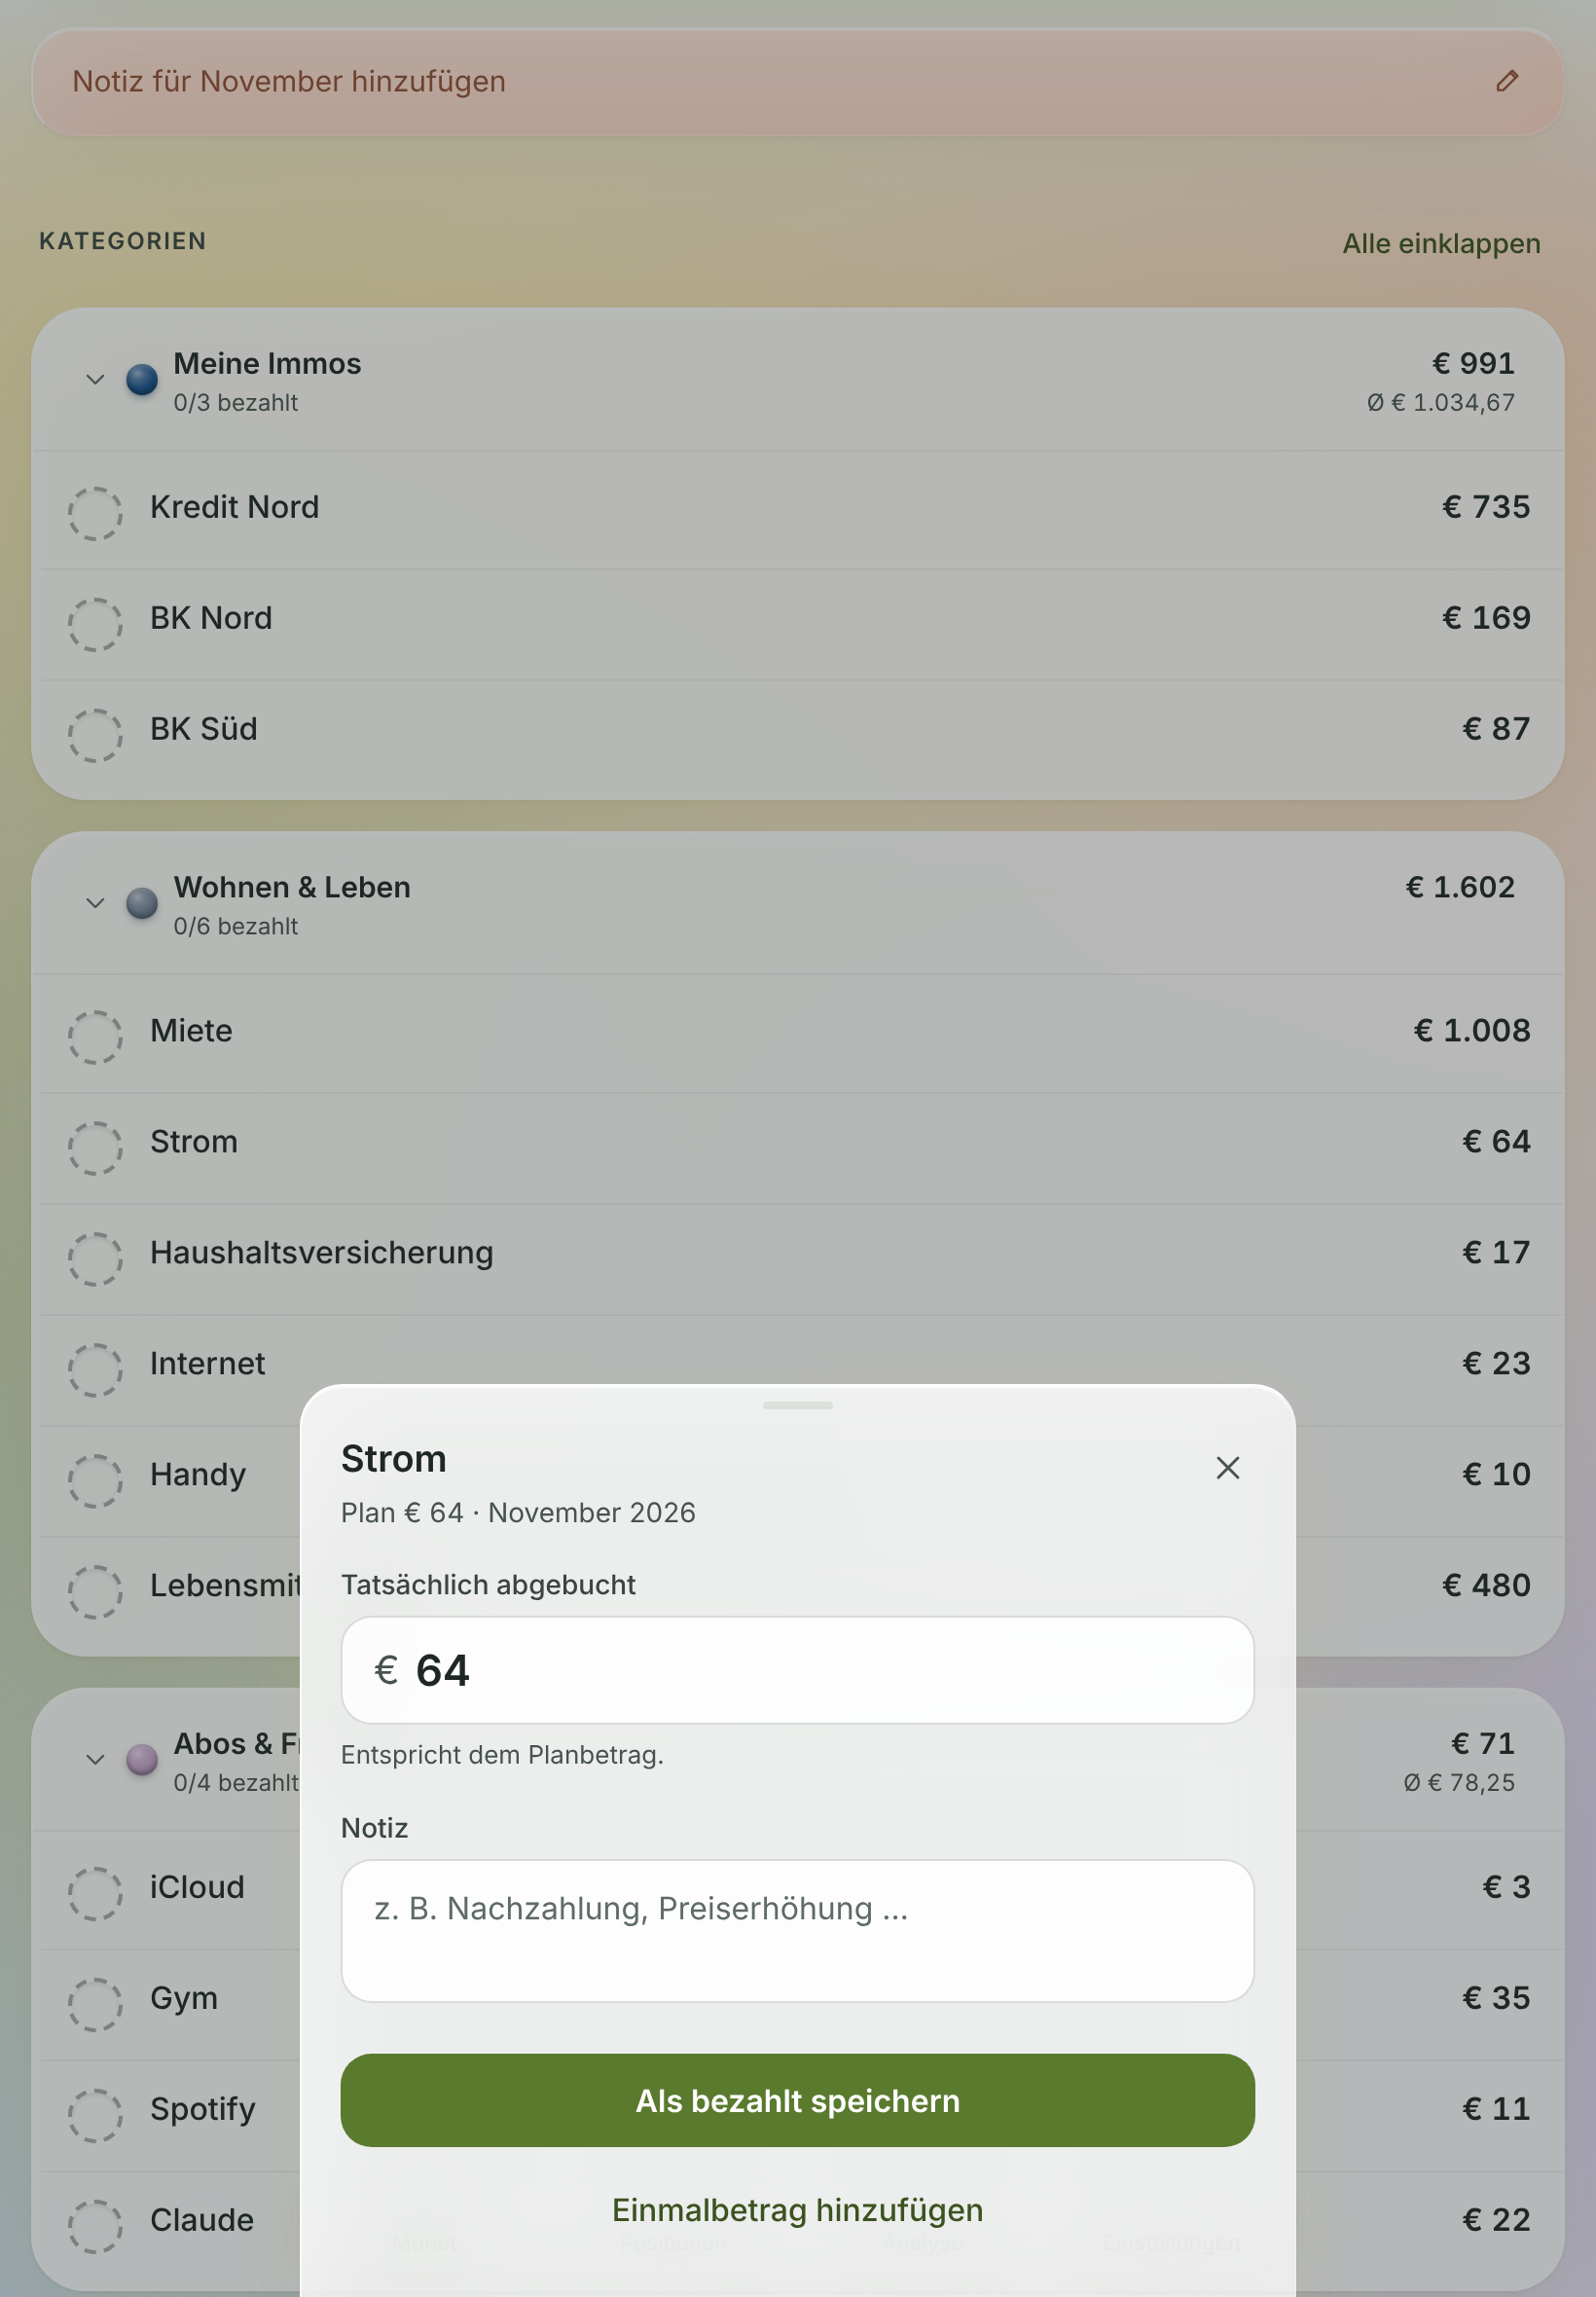 Notiz für November hinzufügen
KATEGORIEN
Alle einklappen
Meine Immos
€ 991
0/3 bezahlt
Ø € 1.034,67
Kredit Nord
€ 735
BK Nord
€ 169
BK Süd
€ 87
Wohnen & Leben
€ 1.602
0/6 bezahlt
Miete
€ 1.008
Strom
€ 64
Haushaltsversicherung
€ 17
Internet
€ 23
Handy
€ 10
Lebensmit
€ 480
Abos & F
€ 71
0/4 bezahlt
Ø € 78,25
iCloud
€ 3
Gym
€ 35
Spotify
€ 11
Claude
€ 22
Strom
Plan € 64 · November 2026
Tatsächlich abgebucht
€ 64
Entspricht dem Planbetrag.
Notiz
z. B. Nachzahlung, Preiserhöhung ...
Als bezahlt speichern
Einmalbetrag hinzufügen
Monat
Positionen
Analyse
Einstellungen